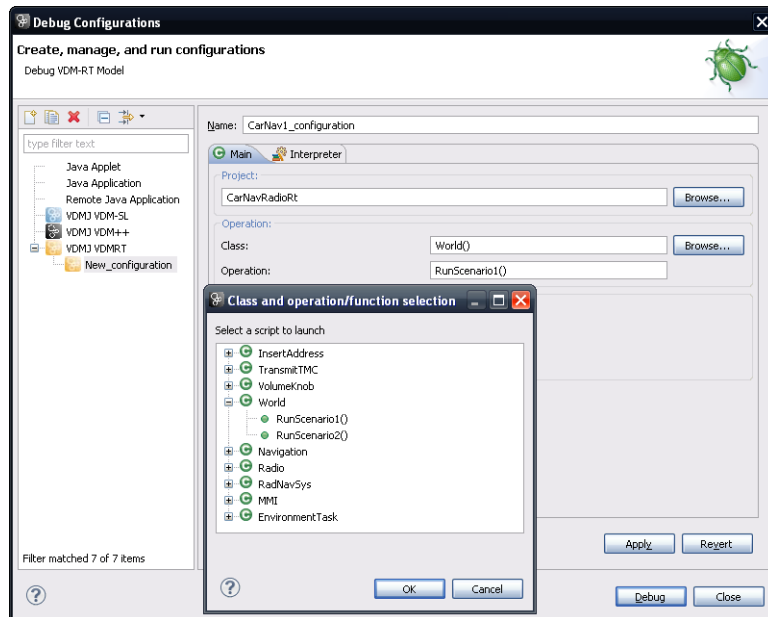 Debug Configurations
Create, manage, and run configurations
Debug VDM-RT Model
type filter text
Java Applet
Java Application
Remote Java Application
VDMJ VDM-SL
VDMJ VDM++
VDMJ VDMRT
New_configuration
Filter matched 7 of 7 items
Name: CarNav1_configuration
Main Interpreter
Project:
CarNavRadioRt Browse...
Operation:
Class: World() Browse...
Operation: RunScenario1()
Class and operation/function selection
Select a script to launch
InsertAddress
TransmitTMC
VolumeKnob
World
RunScenario1()
RunScenario2()
Navigation
Radio
RadNavSys
MMI
EnvironmentTask
OK Cancel
Apply Revert
Debug Close